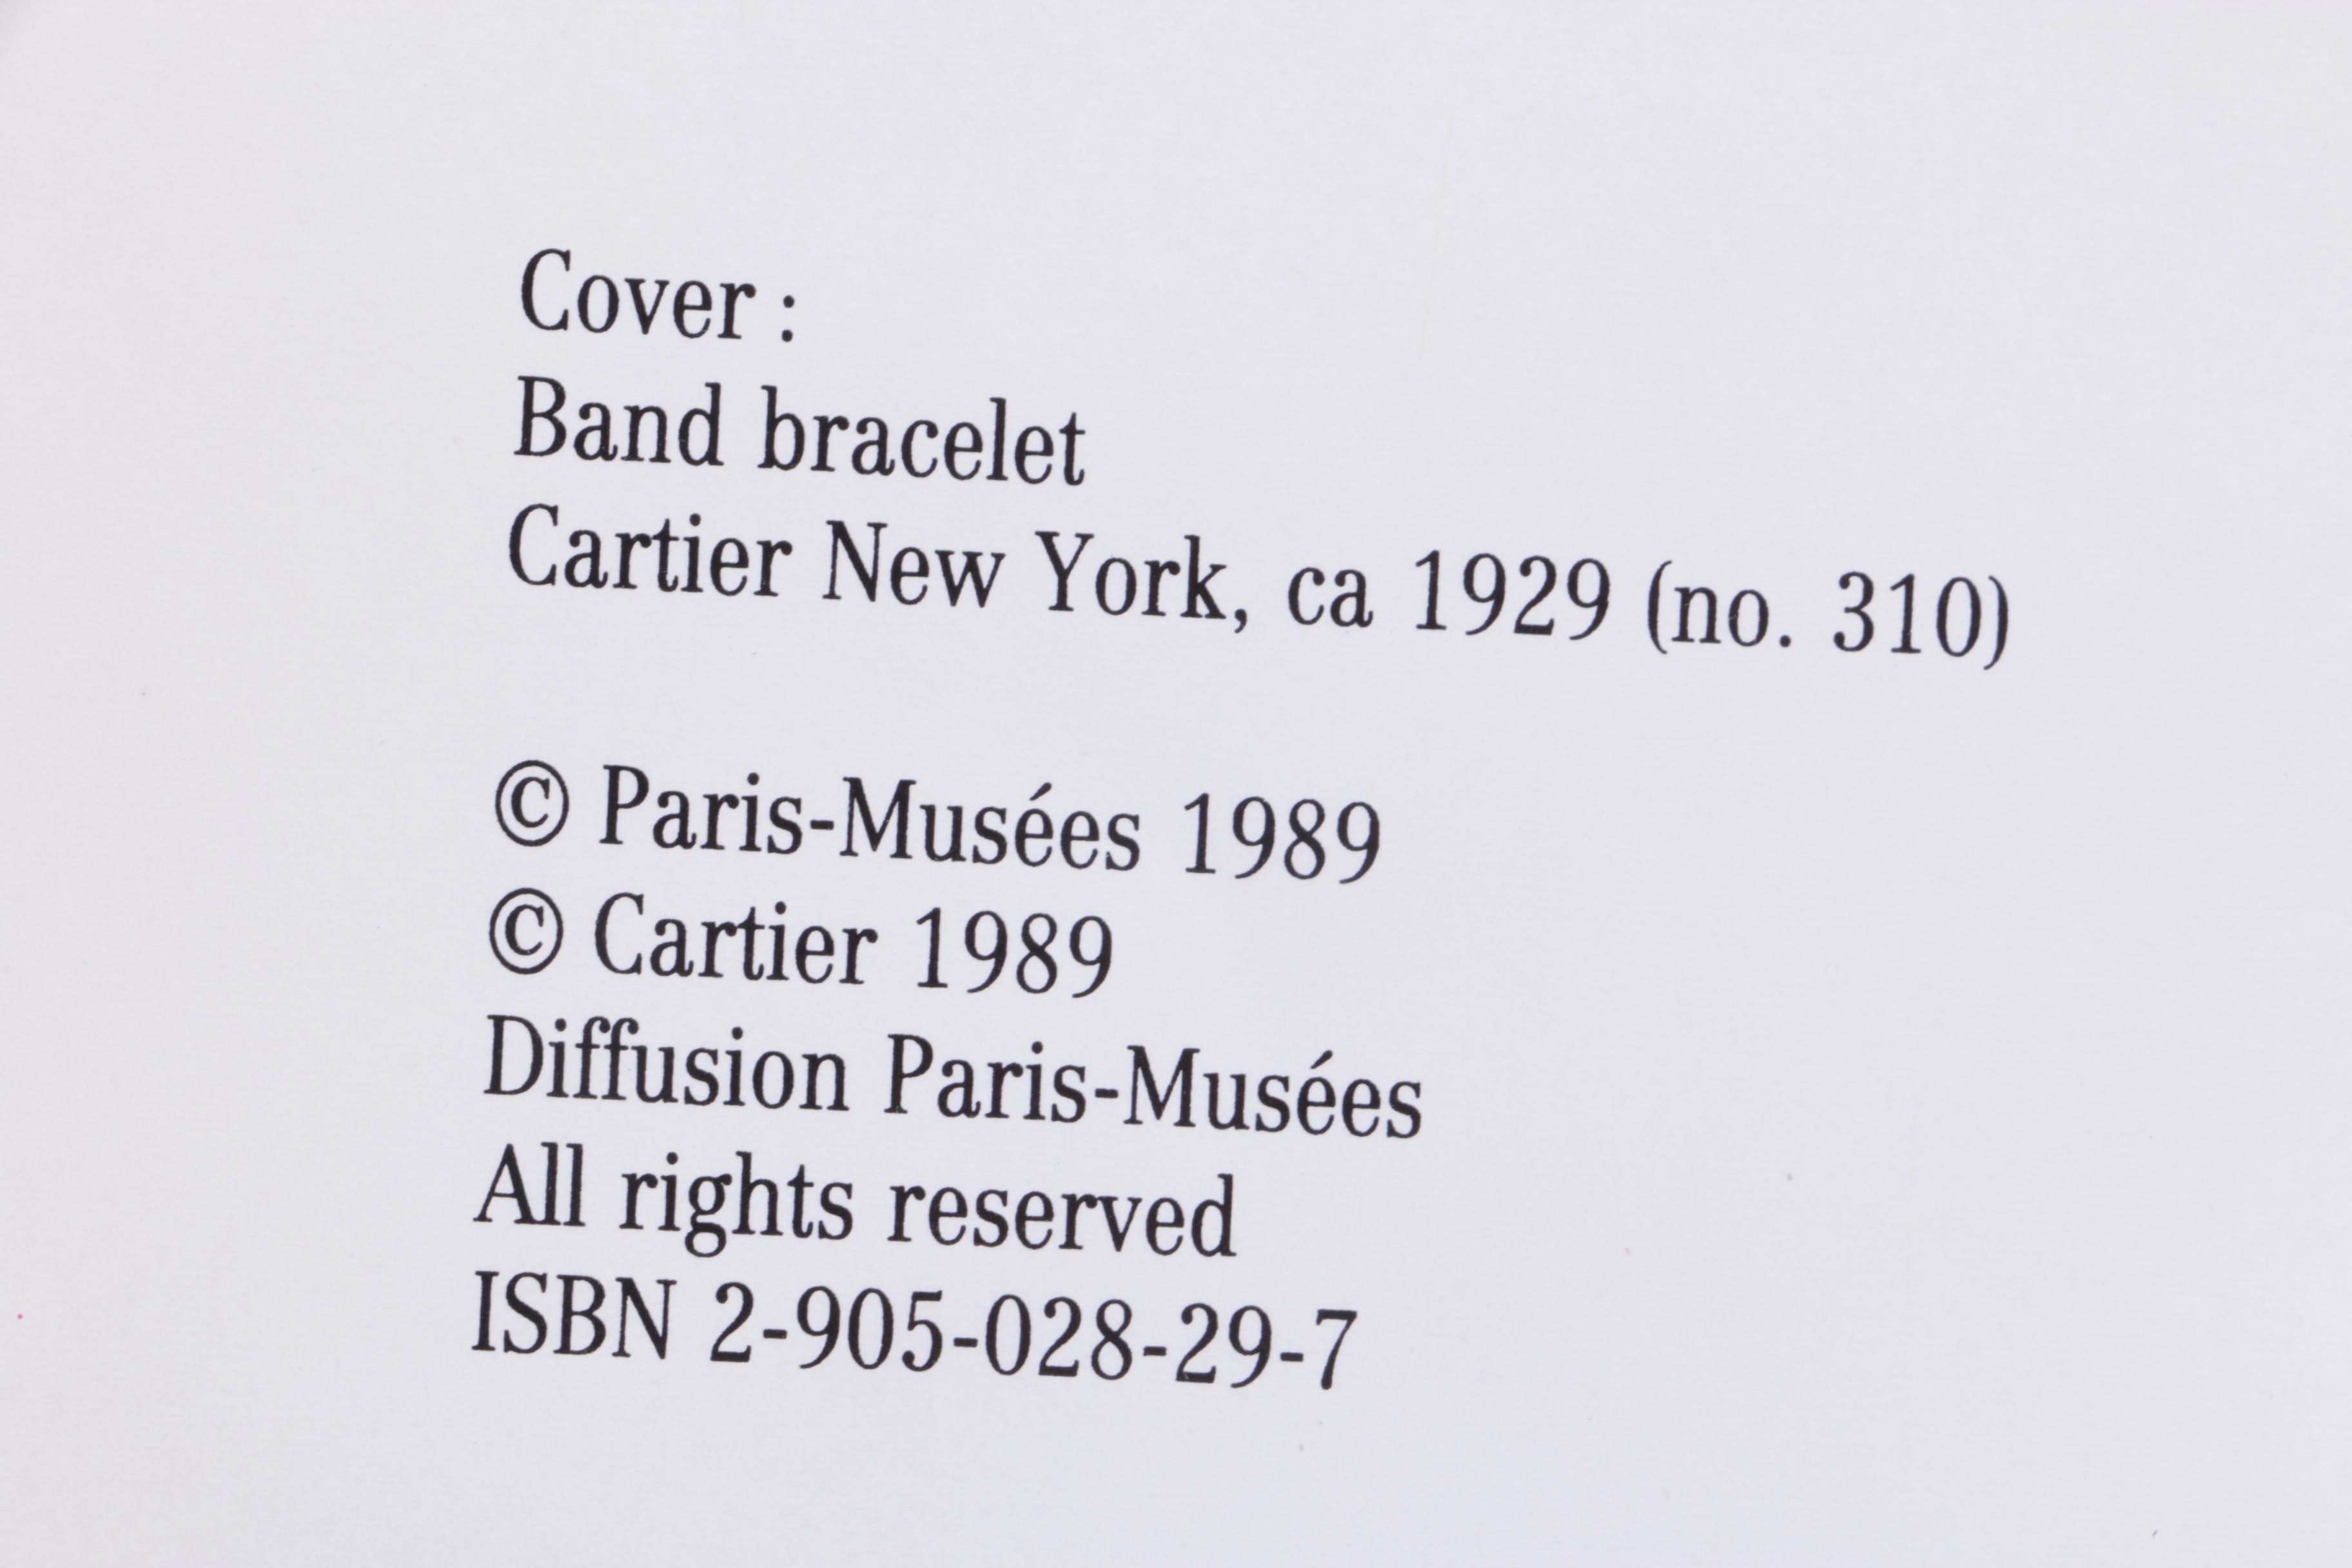 Cover :
Band bracelet
Cartier New York, ca 1929 (no. 310)
© Paris-Musées 1989
© Cartier 1989
Diffusion Paris-Musées
All rights reserved
ISBN 2-905-028-29-7